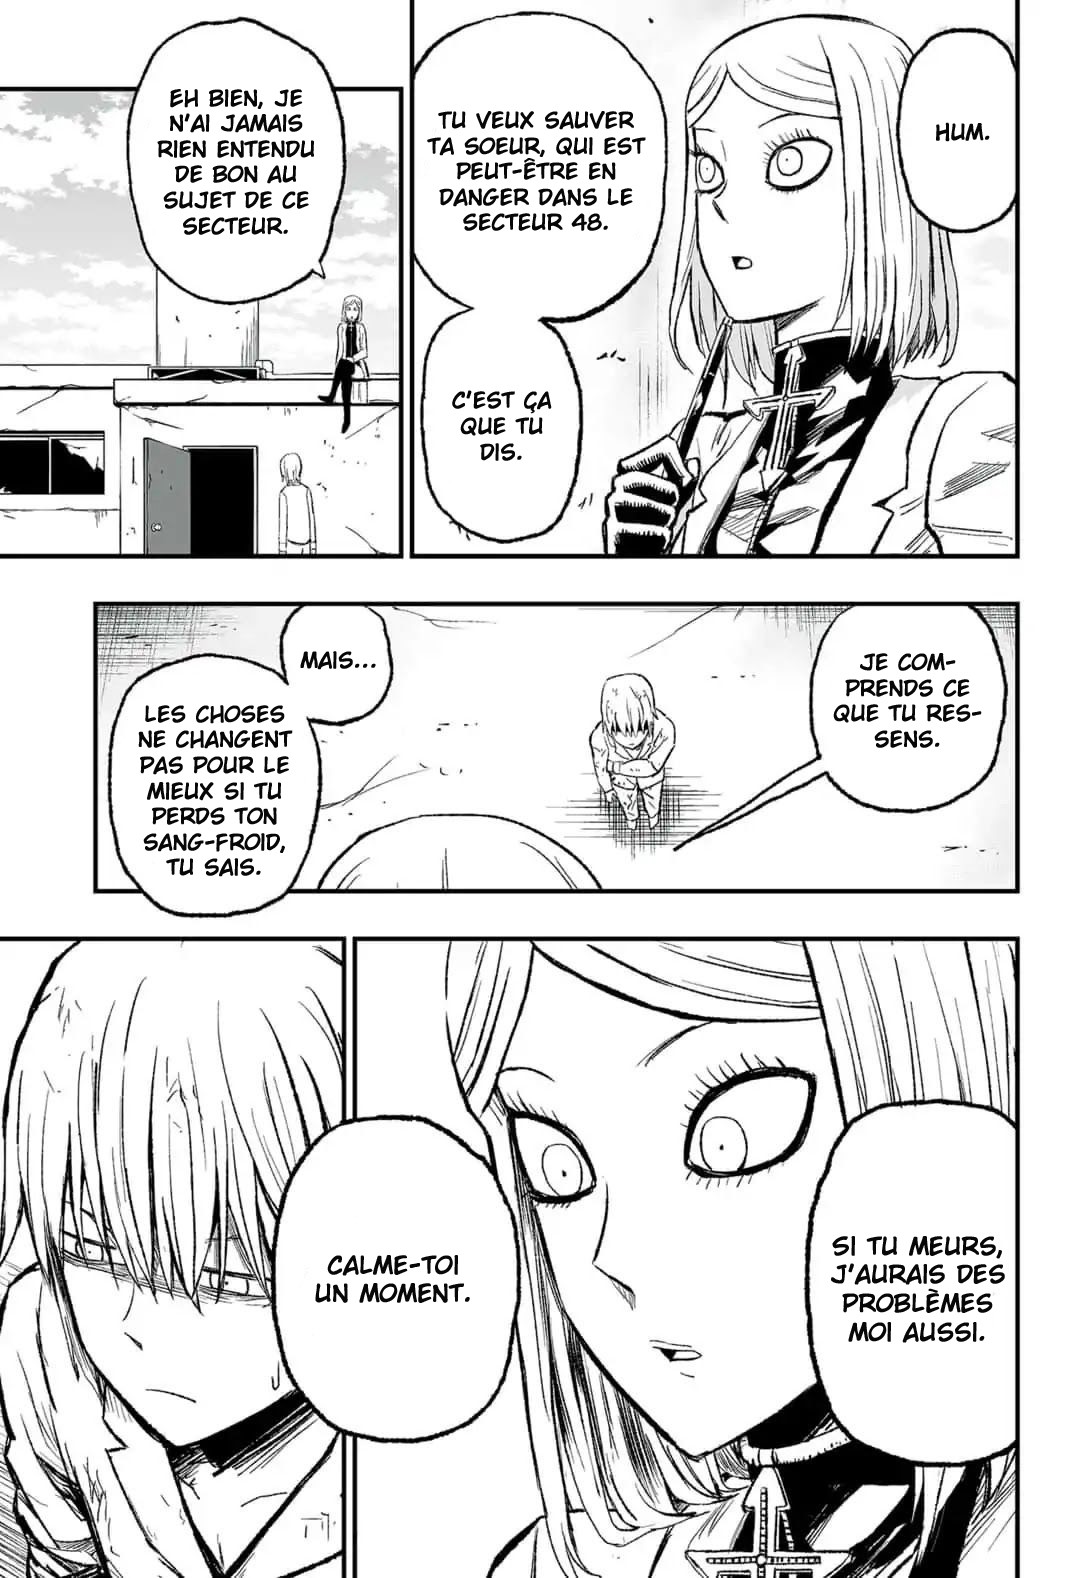 HUM.
TU VEUX SAUVER
TA SOEUR, QUI EST
PEUT-ÊTRE EN
DANGER DANS LE
SECTEUR 48.
C'EST ÇA
QUE TU
DIS.
EH BIEN, JE
N'AI JAMAIS
RIEN ENTENDU
DE BON AU
SUJET DE CE
SECTEUR.
JE COM-
PRENDS CE
QUE TU RES-
SENS.
MAIS...
LES CHOSES
NE CHANGENT
PAS POUR LE
MIEUX SI TU
PERDS TON
SANG-FROID,
TU SAIS.
SI TU MEURS,
J'AURAIS DES
PROBLÈMES
MOI AUSSI.
CALME-TOI
UN MOMENT.